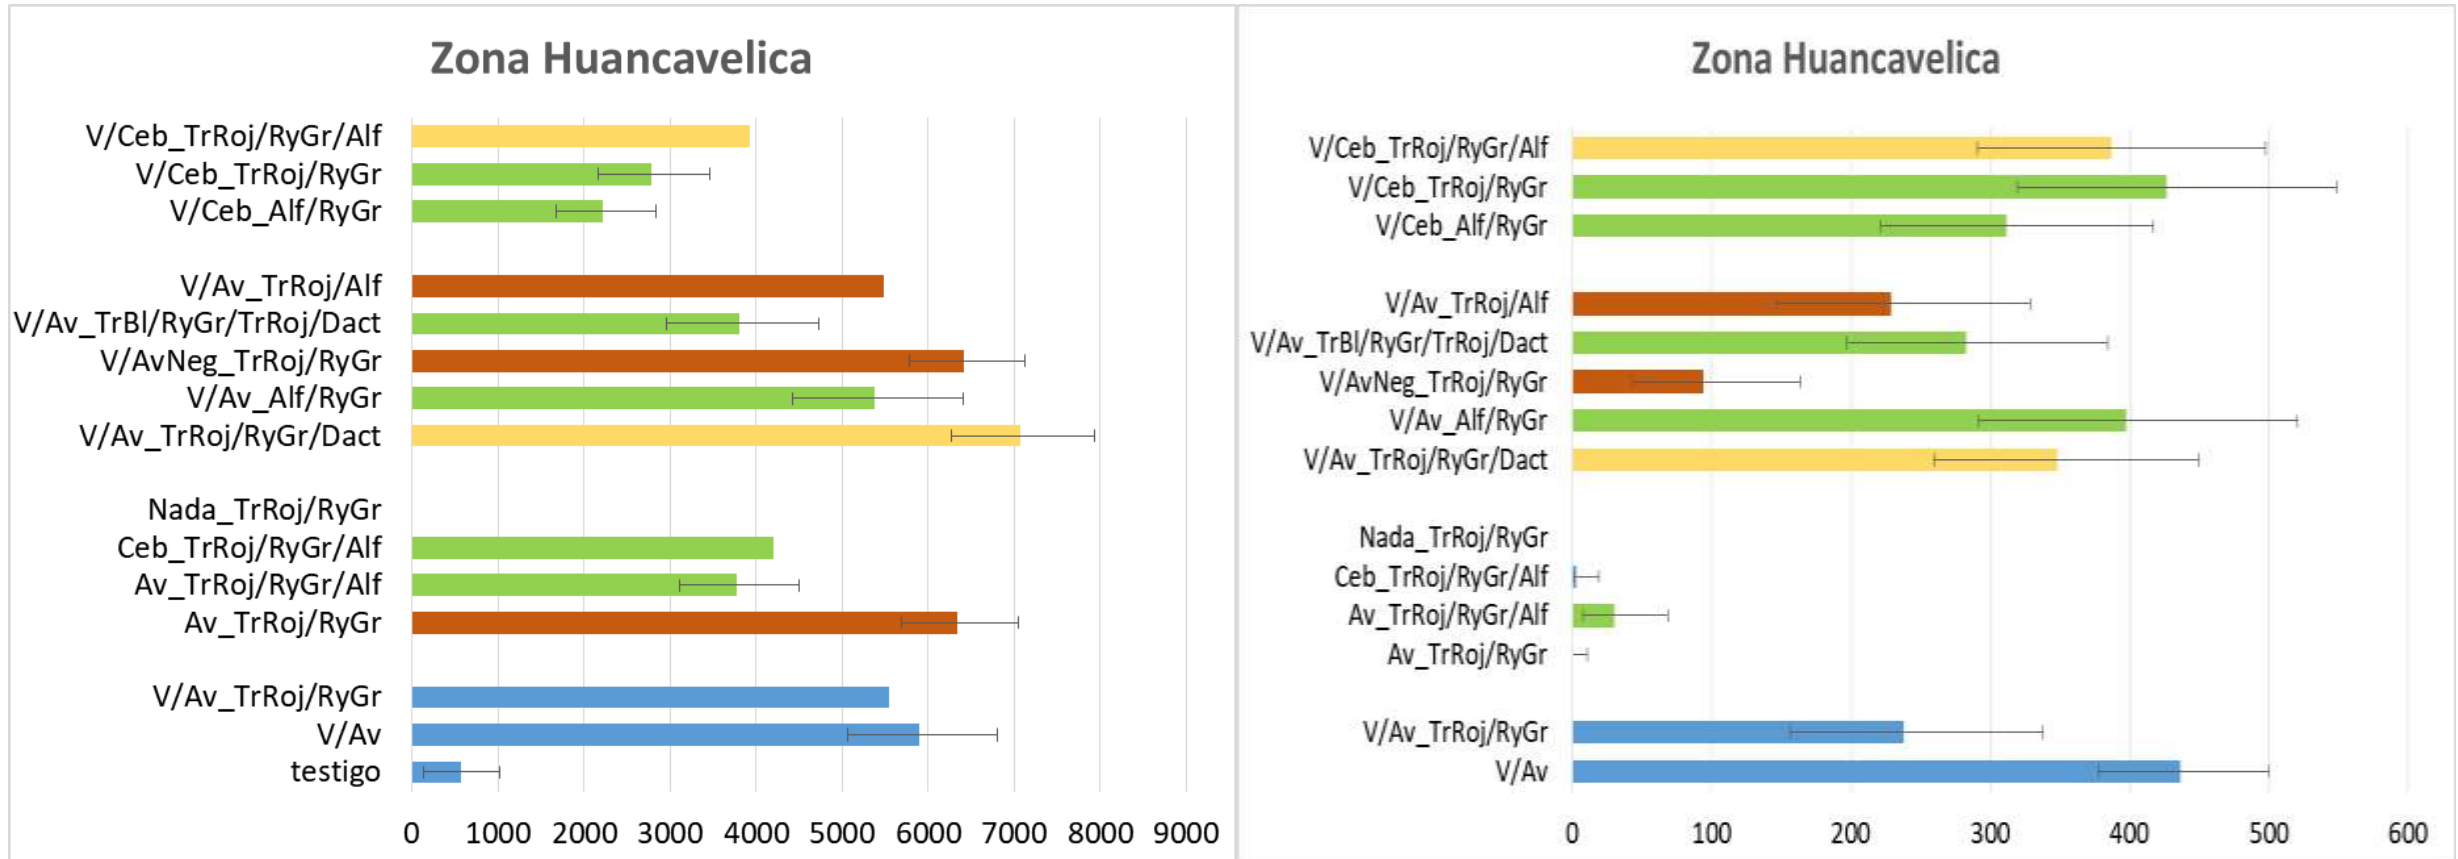 Zona Huancavelica
V/Ceb_TrRoj/RyGr/Alf
V/Ceb_TrRoj/RyGr
V/Ceb_Alf/RyGr
V/Av_TrRoj/Alf
V/Av_TrBl/RyGr/TrRoj/Dact
V/AvNeg_TrRoj/RyGr
V/Av_Alf/RyGr
V/Av_TrRoj/RyGr/Dact
Nada_TrRoj/RyGr
Ceb_TrRoj/RyGr/Alf
Av_TrRoj/RyGr/Alf
Av_TrRoj/RyGr
V/Av_TrRoj/RyGr
V/Av
testigo
0 1000 2000 3000 4000 5000 6000 7000 8000 9000
Zona Huancavelica
V/Ceb_TrRoj/RyGr/Alf
V/Ceb_TrRoj/RyGr
V/Ceb_Alf/RyGr
V/Av_TrRoj/Alf
V/Av_TrBl/RyGr/TrRoj/Dact
V/AvNeg_TrRoj/RyGr
V/Av_Alf/RyGr
V/Av_TrRoj/RyGr/Dact
Nada_TrRoj/RyGr
Ceb_TrRoj/RyGr/Alf
Av_TrRoj/RyGr/Alf
Av_TrRoj/RyGr
V/Av_TrRoj/RyGr
V/Av
0 100 200 300 400 500 600